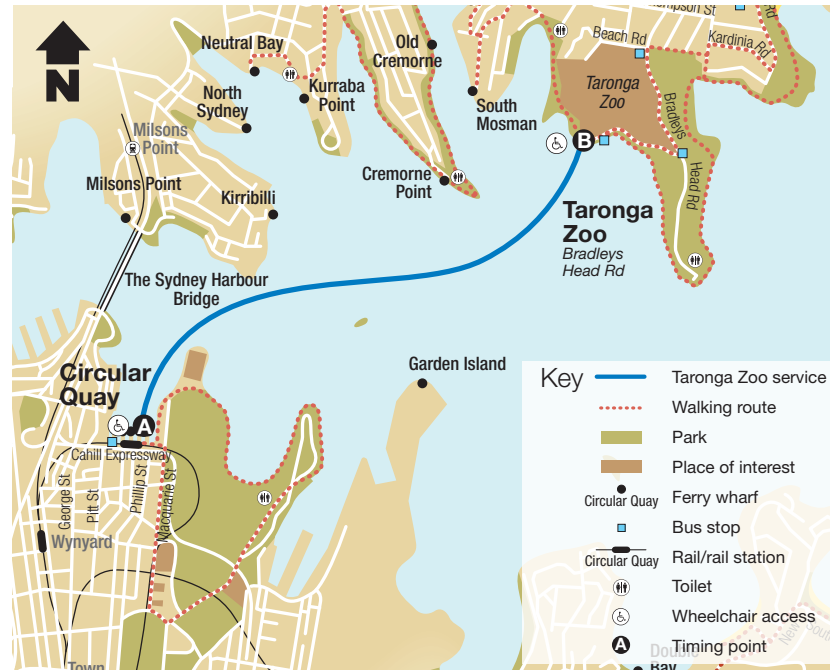 N
Neutral Bay
Old
Cremorne
North
Sydney
Kurraba
Point
South
Mosman
Beach Rd
Kardinia Rd
Taronga
Zoo
Bradleys
Head Rd
Milsons
Point
Milsons Point
Kirribilli
Cremorne
Point
B
Taronga
Zoo
Bradleys
Head Rd
The Sydney Harbour
Bridge
Circular
Quay
A
Cahill Expressway
George St
Pitt St
Phillip St
Macquarie St
Wynyard
Town
Garden Island
Key
Taronga Zoo service
Walking route
Park
Place of interest
Circular Quay
Ferry wharf
Bus stop
Circular Quay
Rail/rail station
Toilet
Wheelchair access
A
Timing point
Double
Bay